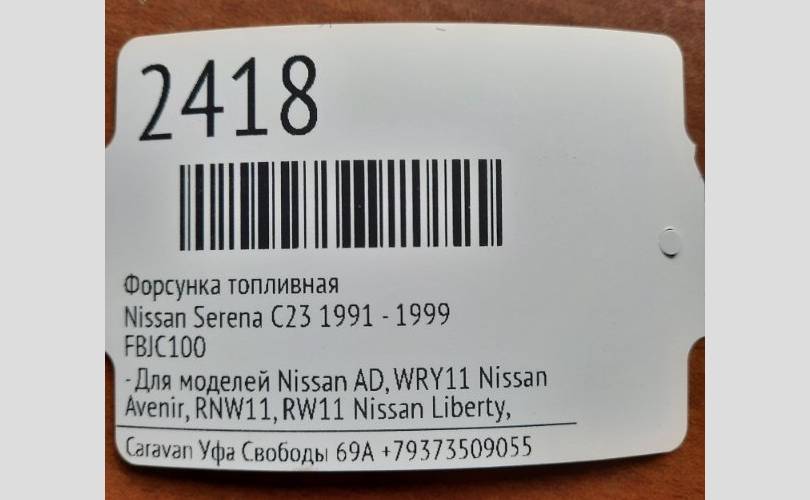 2418
Форсунка топливная
Nissan Serena C23 1991 - 1999
FBJC100
- Для моделей Nissan AD, WRY11 Nissan
Avenir, RNW11, RW11 Nissan Liberty,
Caravan Уфа Свободы 69А +79373509055